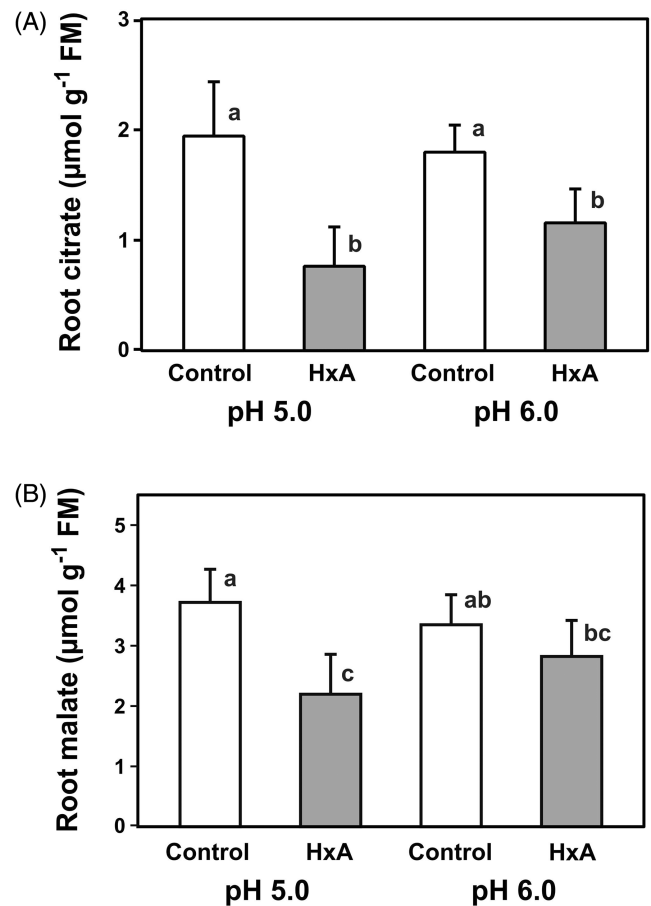 (A)
Root citrate (µmol g⁻¹ FM)
3
2
1
0
a
b
a
b
Control HxA Control HxA
pH 5.0 pH 6.0
(B)
Root malate (µmol g⁻¹ FM)
5
4
3
2
1
0
a
c
ab
bc
Control HxA Control HxA
pH 5.0 pH 6.0